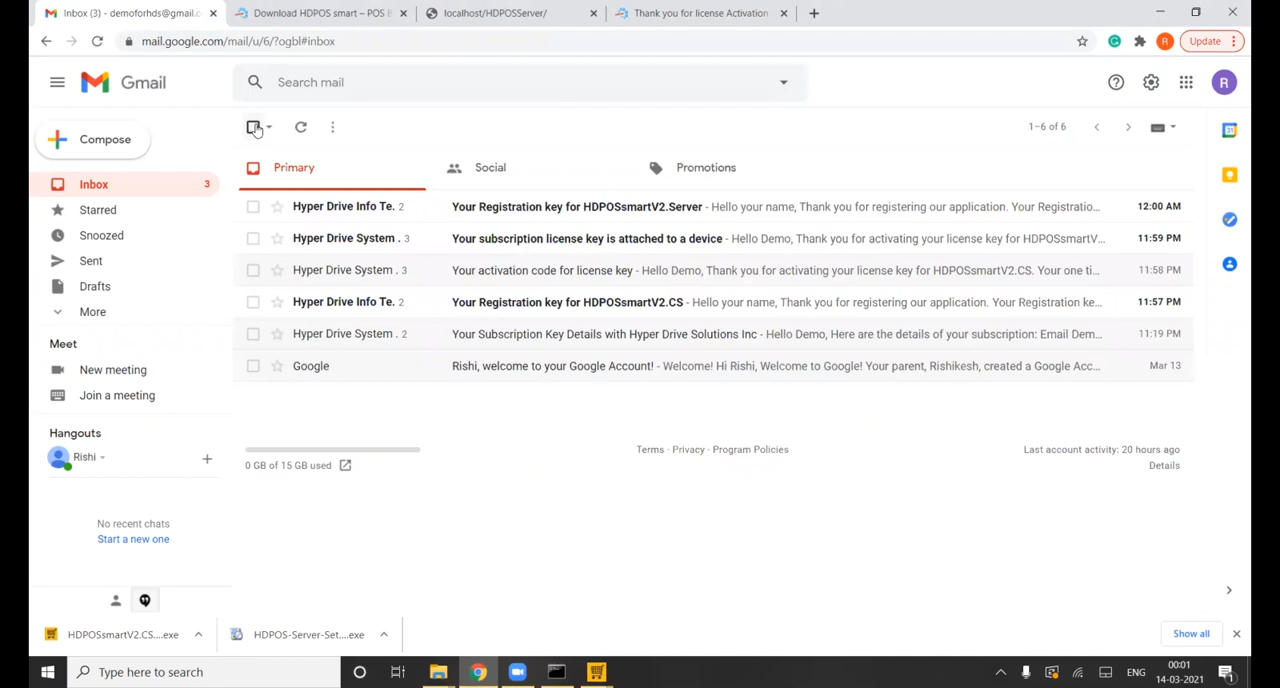 Inbox (3) - demoforhds@gmail.c
Download HDPOS smart – POS B
localhost/HDPOSServer/
Thank you for license Activation
mail.google.com/mail/u/6/?ogbl#inbox
R
Update
Gmail
Search mail
R
Compose
1–6 of 6
Primary
Social
Promotions
Inbox 3
Starred
Snoozed
Sent
Drafts
More
Hyper Drive Info Te. 2 Your Registration key for HDPOSsmartV2.Server - Hello your name, Thank you for registering our application. Your Registratio... 12:00 AM
Hyper Drive System . 3 Your subscription license key is attached to a device - Hello Demo, Thank you for activating your license key for HDPOSsmartV... 11:59 PM
Hyper Drive System . 3 Your activation code for license key - Hello Demo, Thank you for activating your license key for HDPOSsmartV2.CS. Your one ti... 11:58 PM
Hyper Drive Info Te. 2 Your Registration key for HDPOSsmartV2.CS - Hello your name, Thank you for registering our application. Your Registration ke... 11:57 PM
Hyper Drive System . 2 Your Subscription Key Details with Hyper Drive Solutions Inc - Hello Demo, Here are the details of your subscription: Email Dem... 11:19 PM
Google Rishi, welcome to your Google Account! - Welcome! Hi Rishi, Welcome to Google! Your parent, Rishikesh, created a Google Acc... Mar 13
Meet
New meeting
Join a meeting
Hangouts
Rishi
No recent chats
Start a new one
0 GB of 15 GB used
Terms · Privacy · Program Policies
Last account activity: 20 hours ago
Details
HDPOSsmartV2.CS....exe
HDPOS-Server-Set....exe
Show all
Type here to search
ENG
00:01
14-03-2021
1